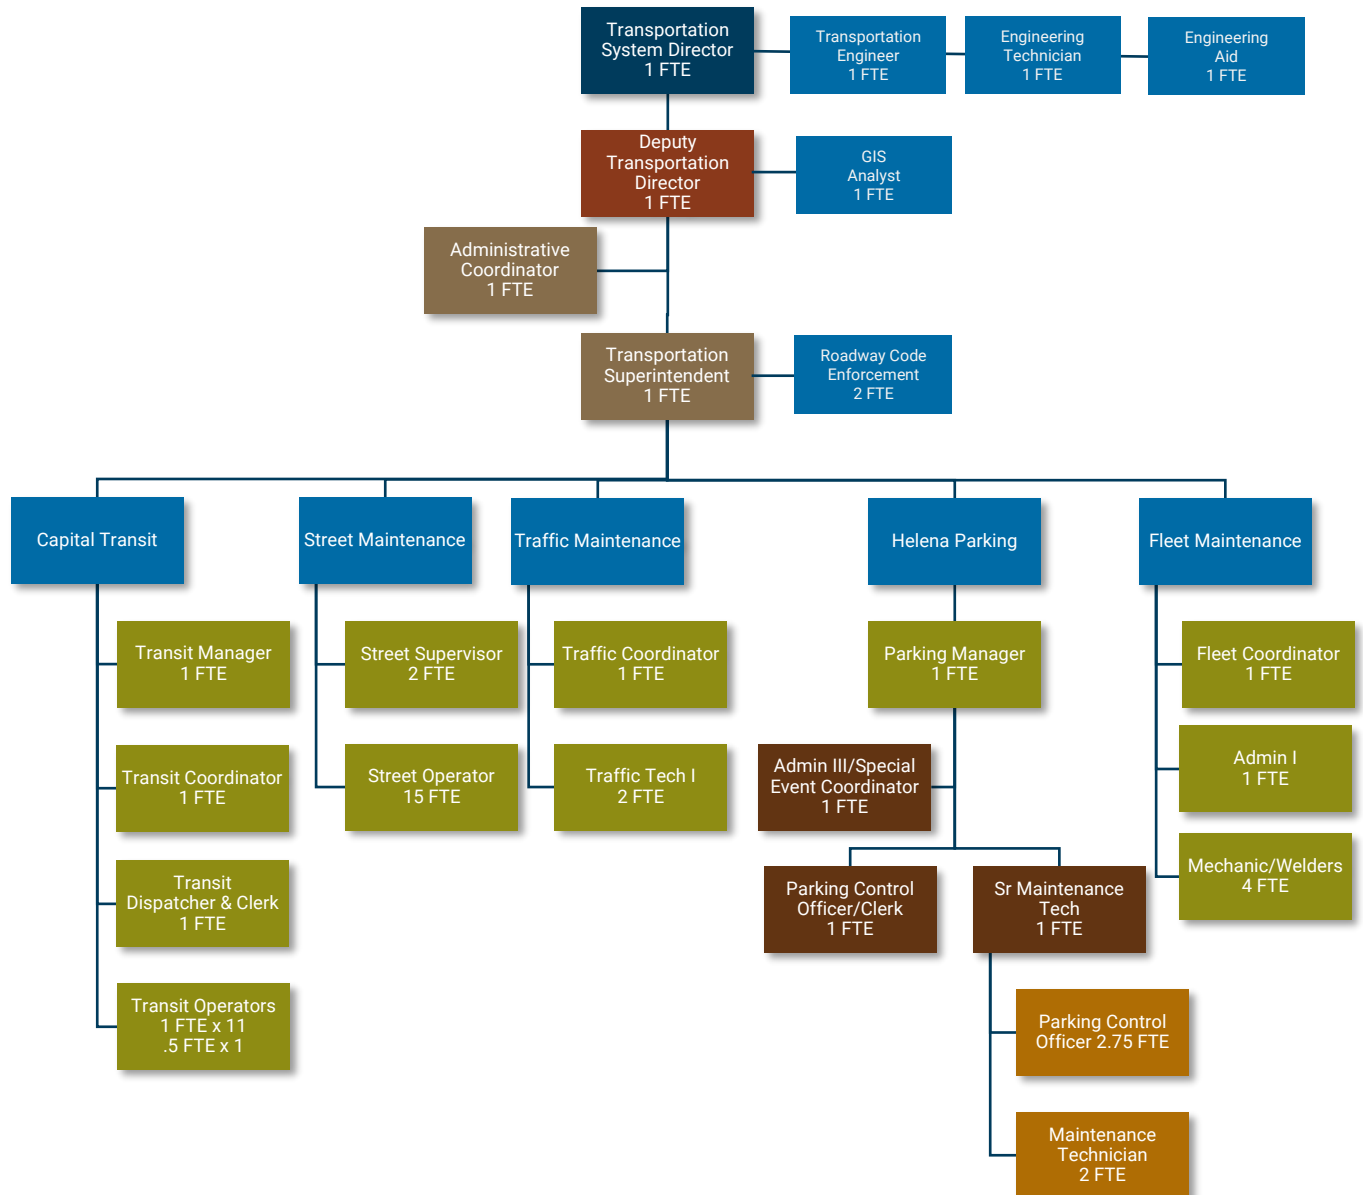 Transportation
System Director
1 FTE
Transportation
Engineer
1 FTE
Engineering
Technician
1 FTE
Engineering
Aid
1 FTE
Deputy
Transportation
Director
1 FTE
GIS
Analyst
1 FTE
Administrative
Coordinator
1 FTE
Transportation
Superintendent
1 FTE
Roadway Code
Enforcement
2 FTE
Capital Transit
Street Maintenance
Traffic Maintenance
Helena Parking
Fleet Maintenance
Transit Manager
1 FTE
Street Supervisor
2 FTE
Traffic Coordinator
1 FTE
Parking Manager
1 FTE
Fleet Coordinator
1 FTE
Transit Coordinator
1 FTE
Street Operator
15 FTE
Traffic Tech I
2 FTE
Admin III/Special
Event Coordinator
1 FTE
Admin I
1 FTE
Transit
Dispatcher & Clerk
1 FTE
Parking Control
Officer/Clerk
1 FTE
Sr Maintenance
Tech
1 FTE
Mechanic/Welders
4 FTE
Transit Operators
1 FTE x 11
.5 FTE x 1
Parking Control
Officer 2.75 FTE
Maintenance
Technician
2 FTE